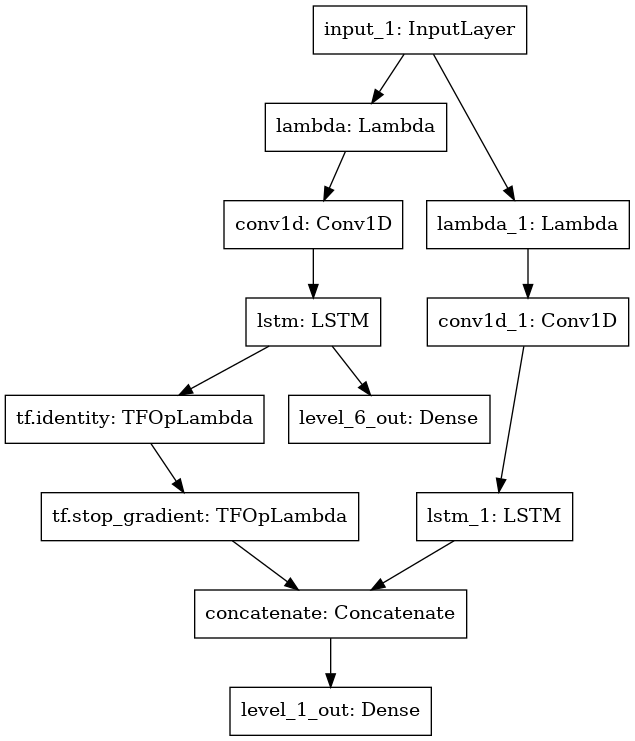 input_1: InputLayer
lambda: Lambda
conv1d: Conv1D
lambda_1: Lambda
lstm: LSTM
conv1d_1: Conv1D
tf.identity: TFOpLambda
level_6_out: Dense
tf.stop_gradient: TFOpLambda
lstm_1: LSTM
concatenate: Concatenate
level_1_out: Dense